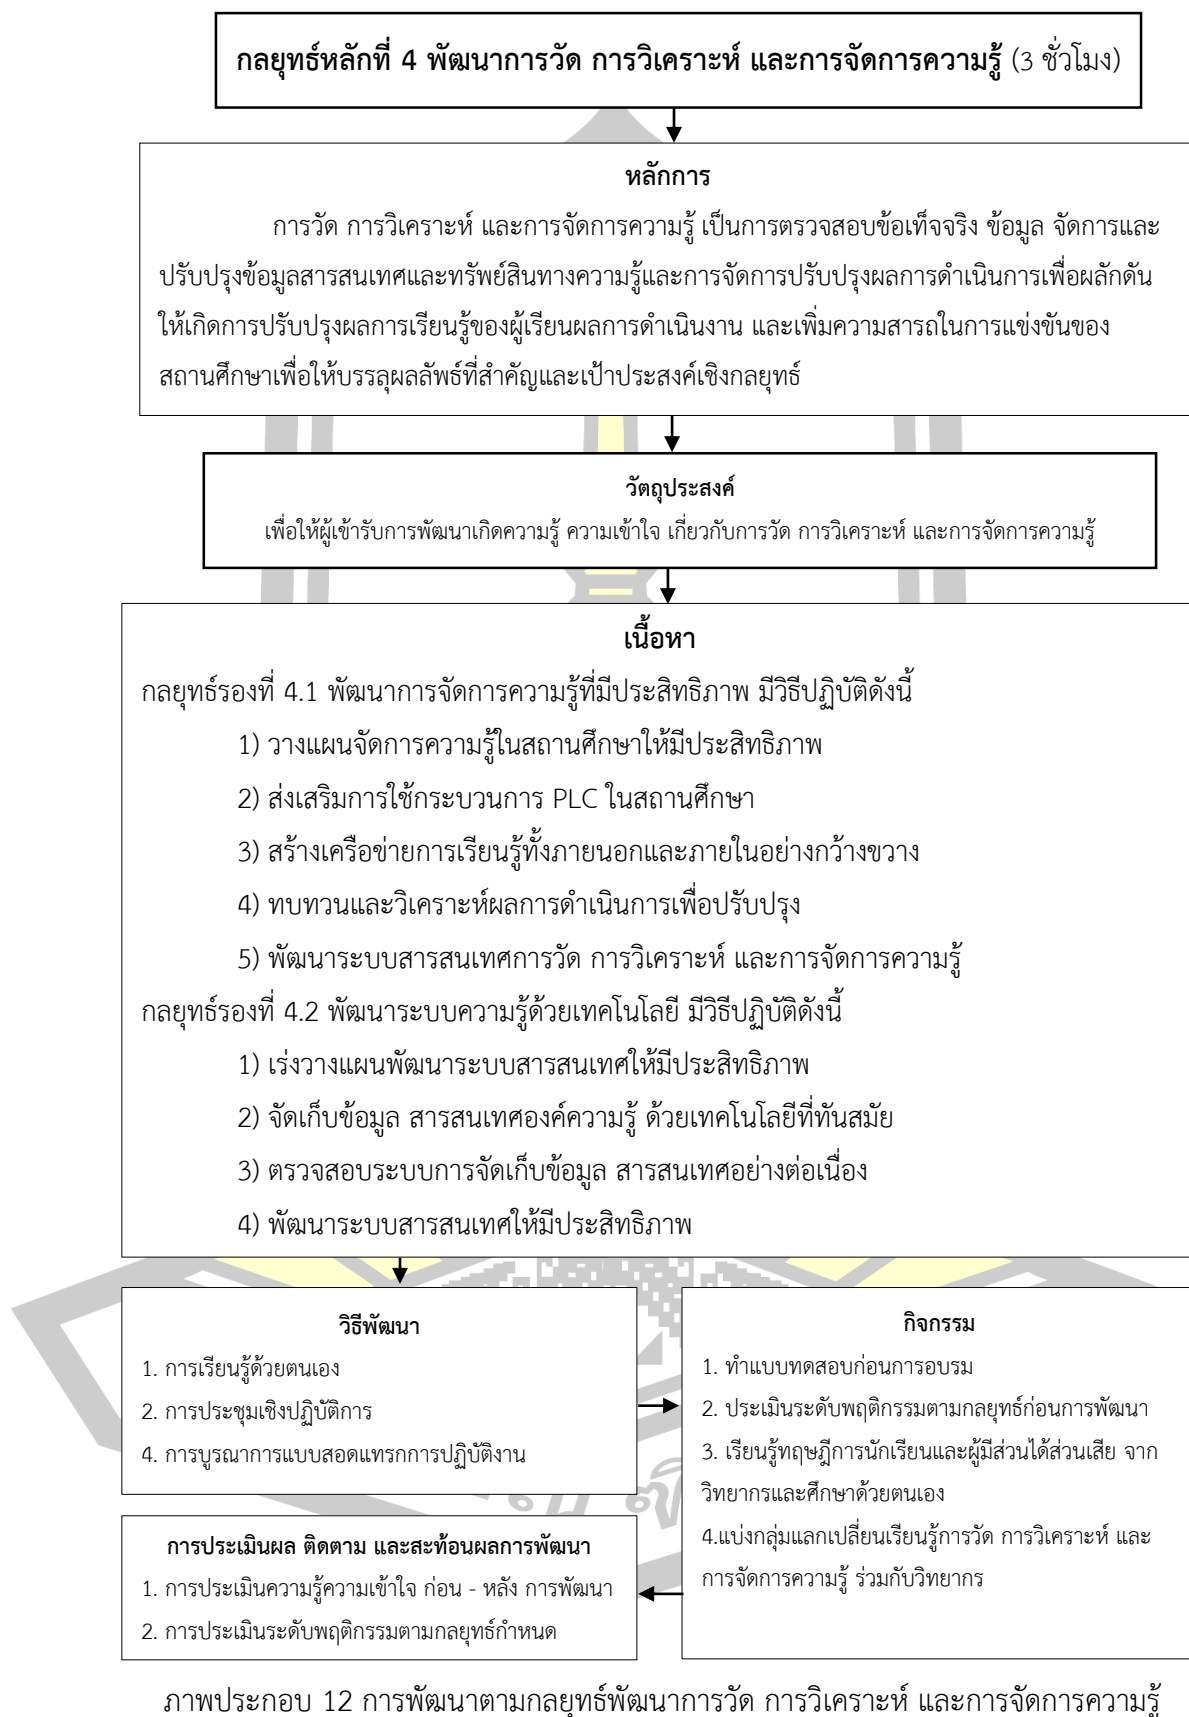 กลยุทธ์หลักที่ 4 พัฒนาการวัด การวิเคราะห์ และการจัดการความรู้ (3 ชั่วโมง)
หลักการ
การวัด การวิเคราะห์ และการจัดการความรู้ เป็นการตรวจสอบข้อเท็จจริง ข้อมูล จัดการและ
ปรับปรุงข้อมูลสารสนเทศและทรัพย์สินทางความรู้และการจัดการปรับปรุงผลการดำเนินการเพื่อผลักดัน
ให้เกิดการปรับปรุงผลการเรียนรู้ของผู้เรียนผลการดำเนินงาน และเพิ่มความสารถในการแข่งขันของ
สถานศึกษาเพื่อให้บรรลุผลลัพธ์ที่สำคัญและเป้าประสงค์เชิงกลยุทธ์
วัตถุประสงค์
เพื่อให้ผู้เข้ารับการพัฒนาเกิดความรู้ ความเข้าใจ เกี่ยวกับการวัด การวิเคราะห์ และการจัดการความรู้
เนื้อหา
กลยุทธ์รองที่ 4.1 พัฒนาการจัดการความรู้ที่มีประสิทธิภาพ มีวิธีปฏิบัติดังนี้
1) วางแผนจัดการความรู้ในสถานศึกษาให้มีประสิทธิภาพ
2) ส่งเสริมการใช้กระบวนการ PLC ในสถานศึกษา
3) สร้างเครือข่ายการเรียนรู้ทั้งภายนอกและภายในอย่างกว้างขวาง
4) ทบทวนและวิเคราะห์ผลการดำเนินการเพื่อปรับปรุง
5) พัฒนาระบบสารสนเทศการวัด การวิเคราะห์ และการจัดการความรู้
กลยุทธ์รองที่ 4.2 พัฒนาระบบความรู้ด้วยเทคโนโลยี มีวิธีปฏิบัติดังนี้
1) เร่งวางแผนพัฒนาระบบสารสนเทศให้มีประสิทธิภาพ
2) จัดเก็บข้อมูล สารสนเทศองค์ความรู้ ด้วยเทคโนโลยีที่ทันสมัย
3) ตรวจสอบระบบการจัดเก็บข้อมูล สารสนเทศอย่างต่อเนื่อง
4) พัฒนาระบบสารสนเทศให้มีประสิทธิภาพ
วิธีพัฒนา
1. การเรียนรู้ด้วยตนเอง
2. การประชุมเชิงปฏิบัติการ
4. การบูรณาการแบบสอดแทรกการปฏิบัติงาน
กิจกรรม
1. ทำแบบทดสอบก่อนการอบรม
2. ประเมินระดับพฤติกรรมตามกลยุทธ์ก่อนการพัฒนา
3. เรียนรู้ทฤษฎีการนักเรียนและผู้มีส่วนได้ส่วนเสีย จาก
วิทยากรและศึกษาด้วยตนเอง
4.แบ่งกลุ่มแลกเปลี่ยนเรียนรู้การวัด การวิเคราะห์ และ
การจัดการความรู้ ร่วมกับวิทยากร
การประเมินผล ติดตาม และสะท้อนผลการพัฒนา
1. การประเมินความรู้ความเข้าใจ ก่อน - หลัง การพัฒนา
2. การประเมินระดับพฤติกรรมตามกลยุทธ์กำหนด
ภาพประกอบ 12 การพัฒนาตามกลยุทธ์พัฒนาการวัด การวิเคราะห์ และการจัดการความรู้